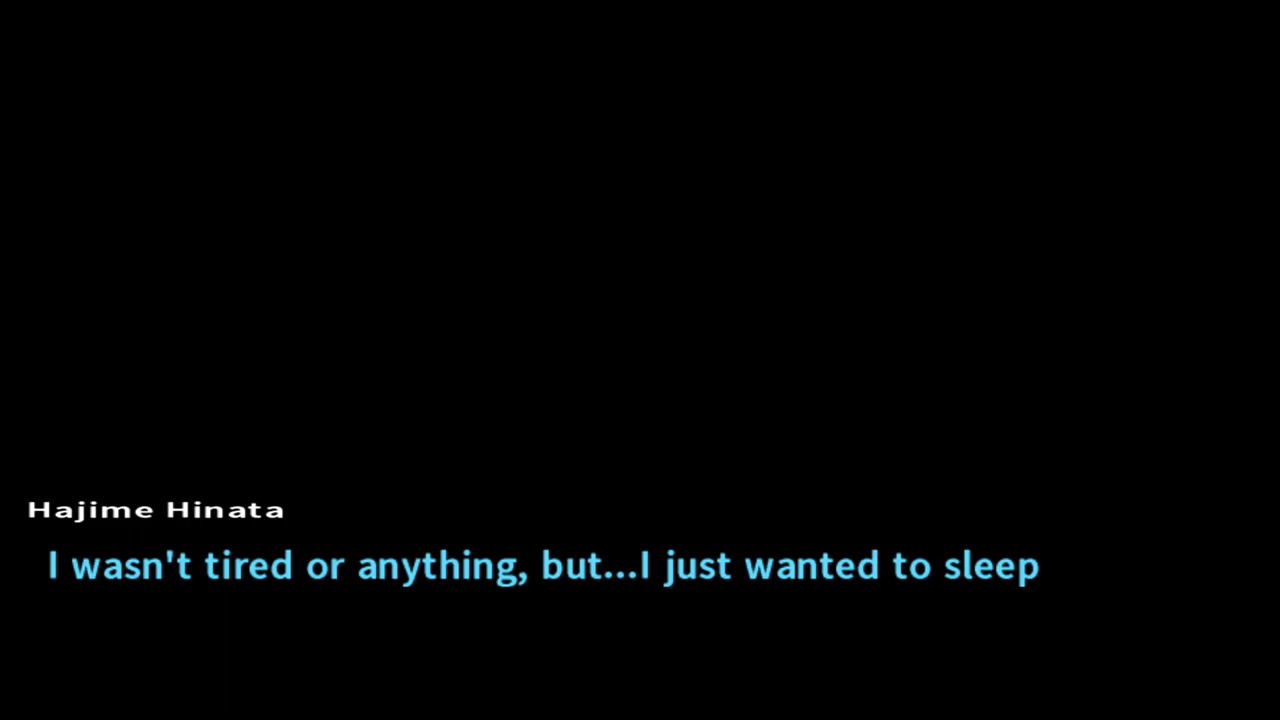 Hajime Hinata
I wasn't tired or anything, but...I just wanted to sleep